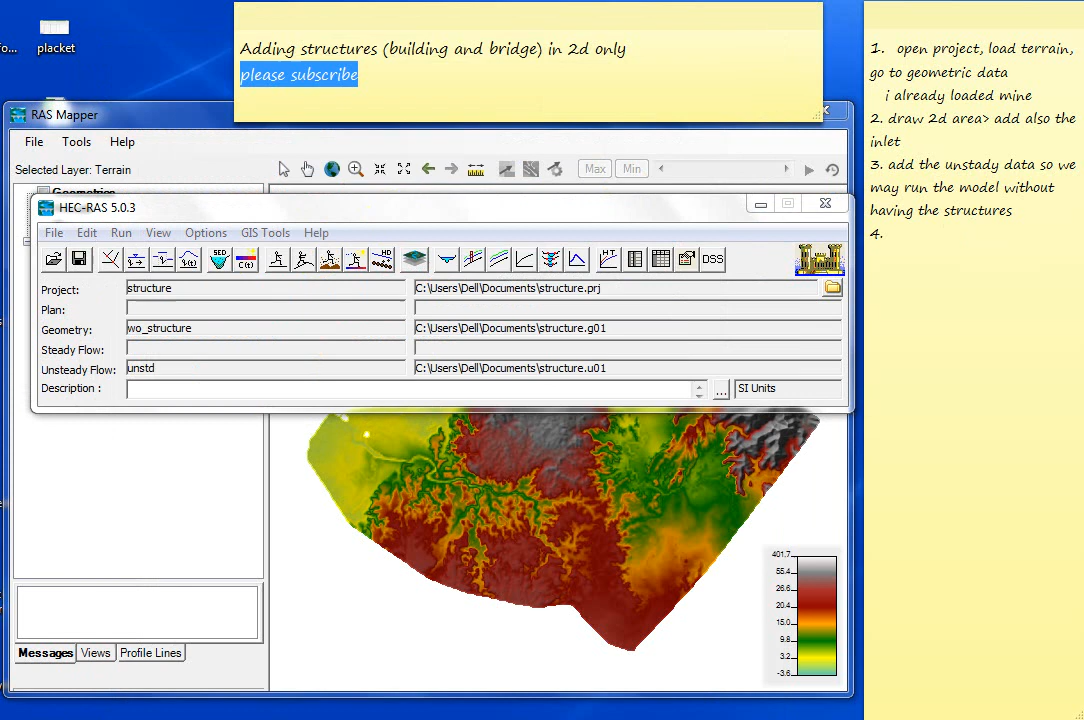 fo...
placket
Adding structures (building and bridge) in 2d only
please subscribe
1. open project, load terrain,
go to geometric data
i already loaded mine
2. draw 2d area> add also the
inlet
3. add the unstady data so we
may run the model without
having the structures
4.
RAS Mapper
File Tools Help
Selected Layer: Terrain
Max Min
Geometries
HEC-RAS 5.0.3
File Edit Run View Options GIS Tools Help
SED C(t) HD HT DSS
Project: structure C:\Users\Dell\Documents\structure.prj
Plan:
Geometry: wo_structure C:\Users\Dell\Documents\structure.g01
Steady Flow:
Unsteady Flow: unstd C:\Users\Dell\Documents\structure.u01
Description : ... SI Units
401.7
55.4
26.6
20.4
15.0
9.8
3.2
-3.6
Messages Views Profile Lines